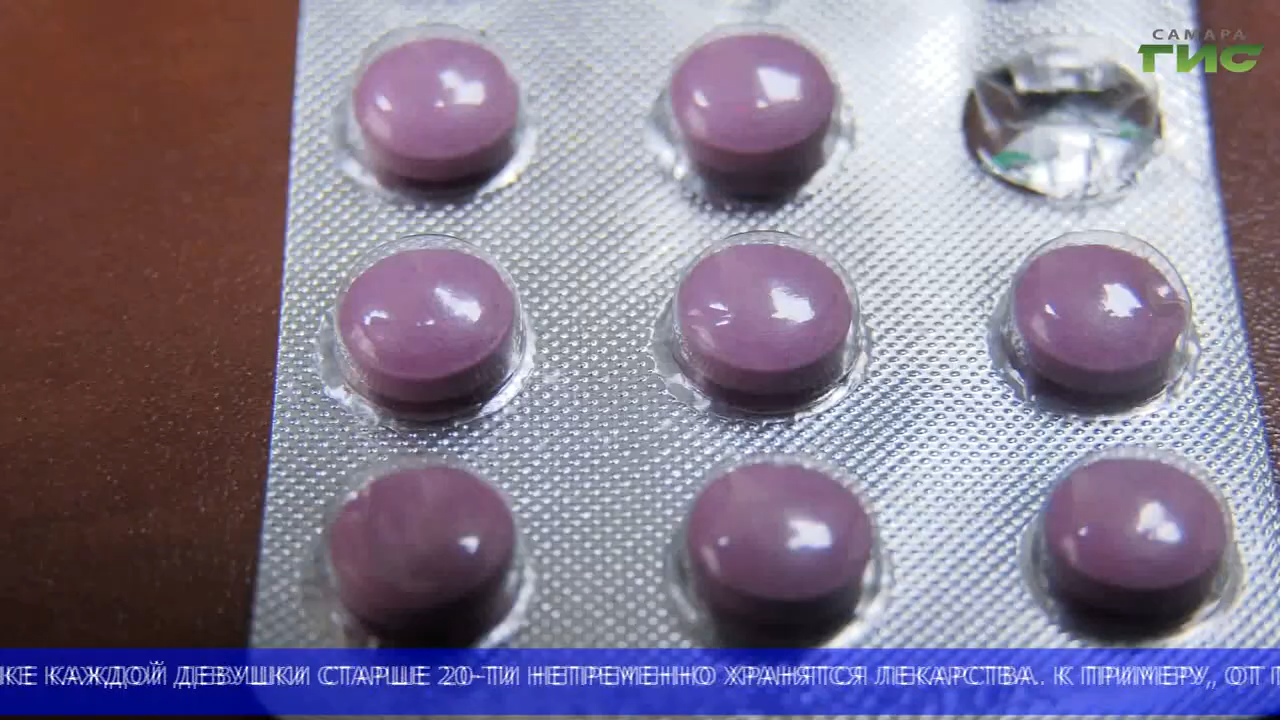 САМАРА
ГИС
КЕ КАЖДОЙ ДЕВУШКИ СТАРШЕ 20-ТИ НЕПРЕМЕННО ХРАНЯТСЯ ЛЕКАРСТВА. К ПРИМЕРУ, ОТ